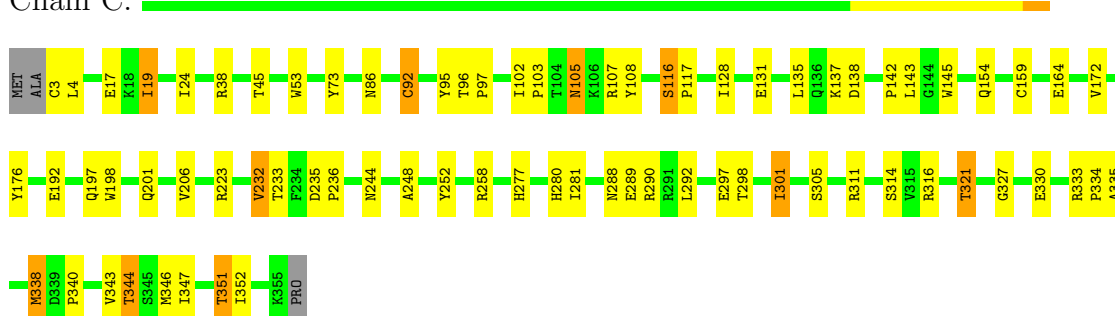 Chain C:
MET ALA C3 L4 E17 K18 I19 I24 R38 T45 W53 Y73 N86 G92 Y95 T96 P97 I102 P103 T104 N105 K106 R107 Y108 S116 P117 I128 E131 L135 Q136 K137 D138 P142 L143 G144 W145 Q154 C159 E164 V172
Y176 E192 Q197 W198 Q201 V206 R223 V232 T233 F234 D235 P236 N244 A248 Y252 R258 H277 H280 I281 N288 E289 R290 R291 L292 E297 T298 I301 S305 R311 S314 V315 R316 T321 G327 E330 R333 P334 A335
M338 D339 P340 V343 T344 S345 M346 I347 T351 I352 K355 PRO